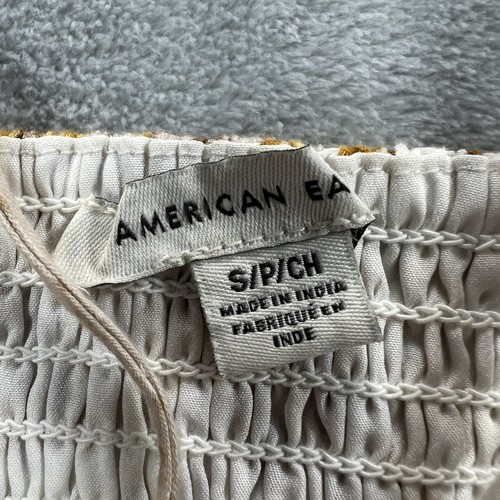 AMERICAN EA
S/P/CH
MADE IN INDIA
FABRIQUÉ EN
INDE